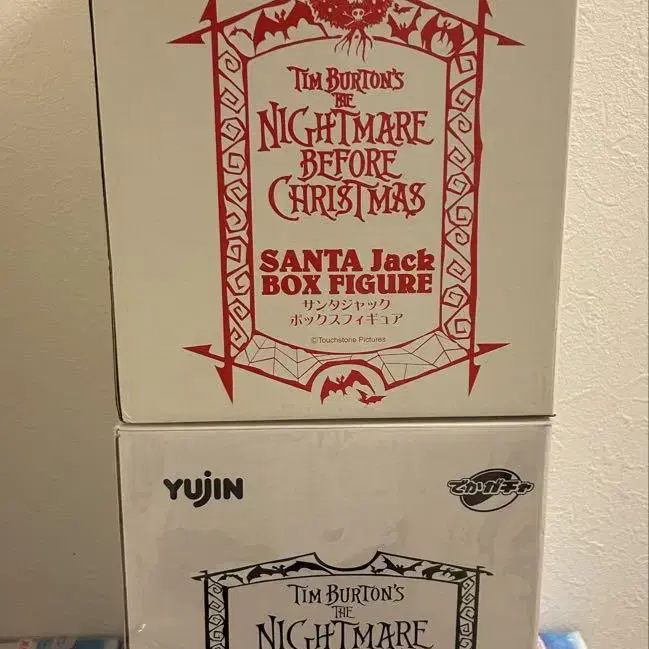 TIM BURTON'S
THE
NIGHTMARE
BEFORE
CHRISTMAS
SANTA Jack
BOX FIGURE
サンタジャック
ボックスフィギュア
©Touchstone Pictures
YUJIN
でかガチャ
TIM BURTON'S
THE
NIGHTMARE